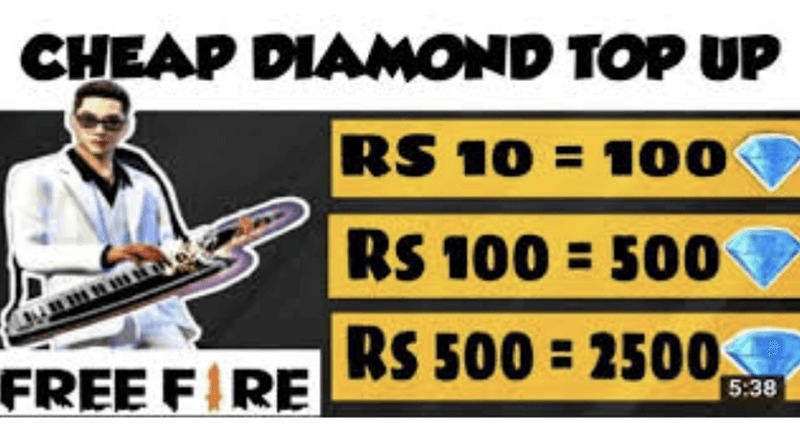 CHEAP DIAMOND TOP UP
RS 10 = 100
RS 100 = 500
RS 500 = 2500
FREE FIRE
5:38